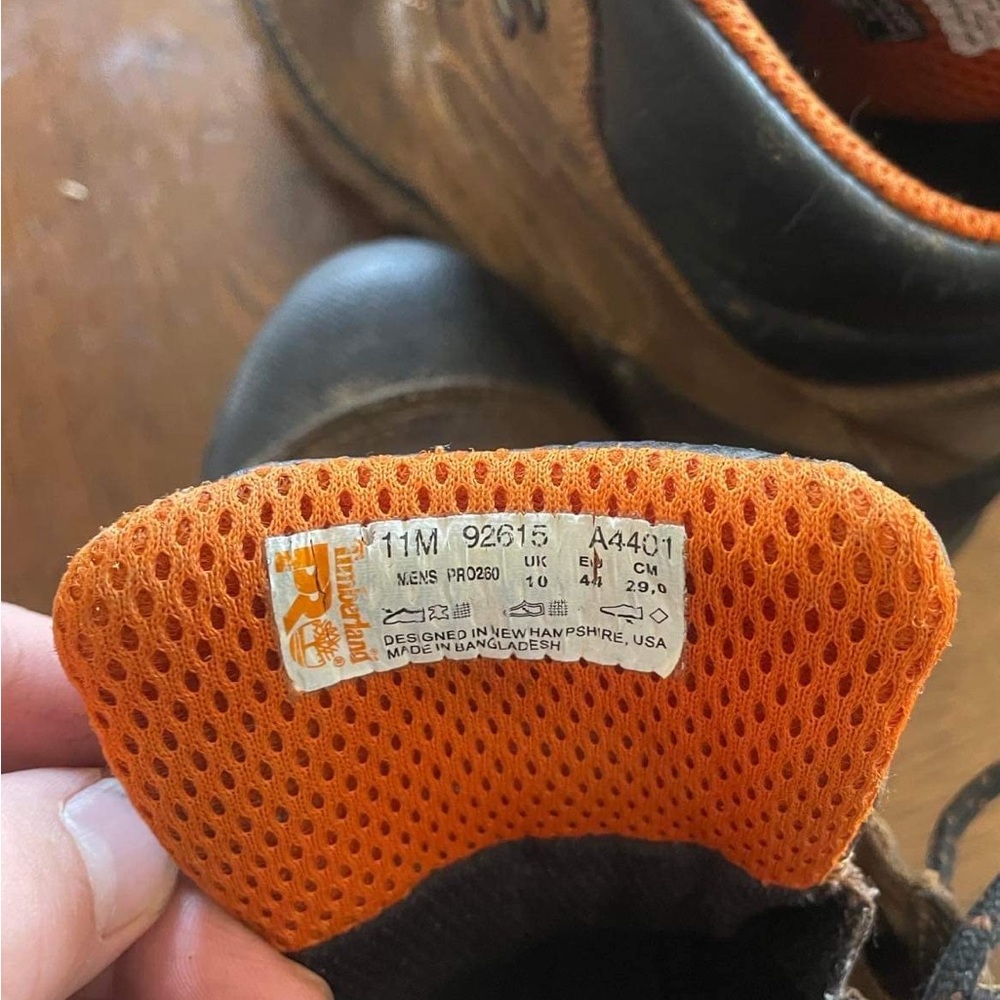 PR
Timberland
®
11M 92615 A4401
UK EU CM
MENS PRO260 10 44 29,0
DESIGNED IN NEW HAMPSHIRE, USA
MADE IN BANGLADESH